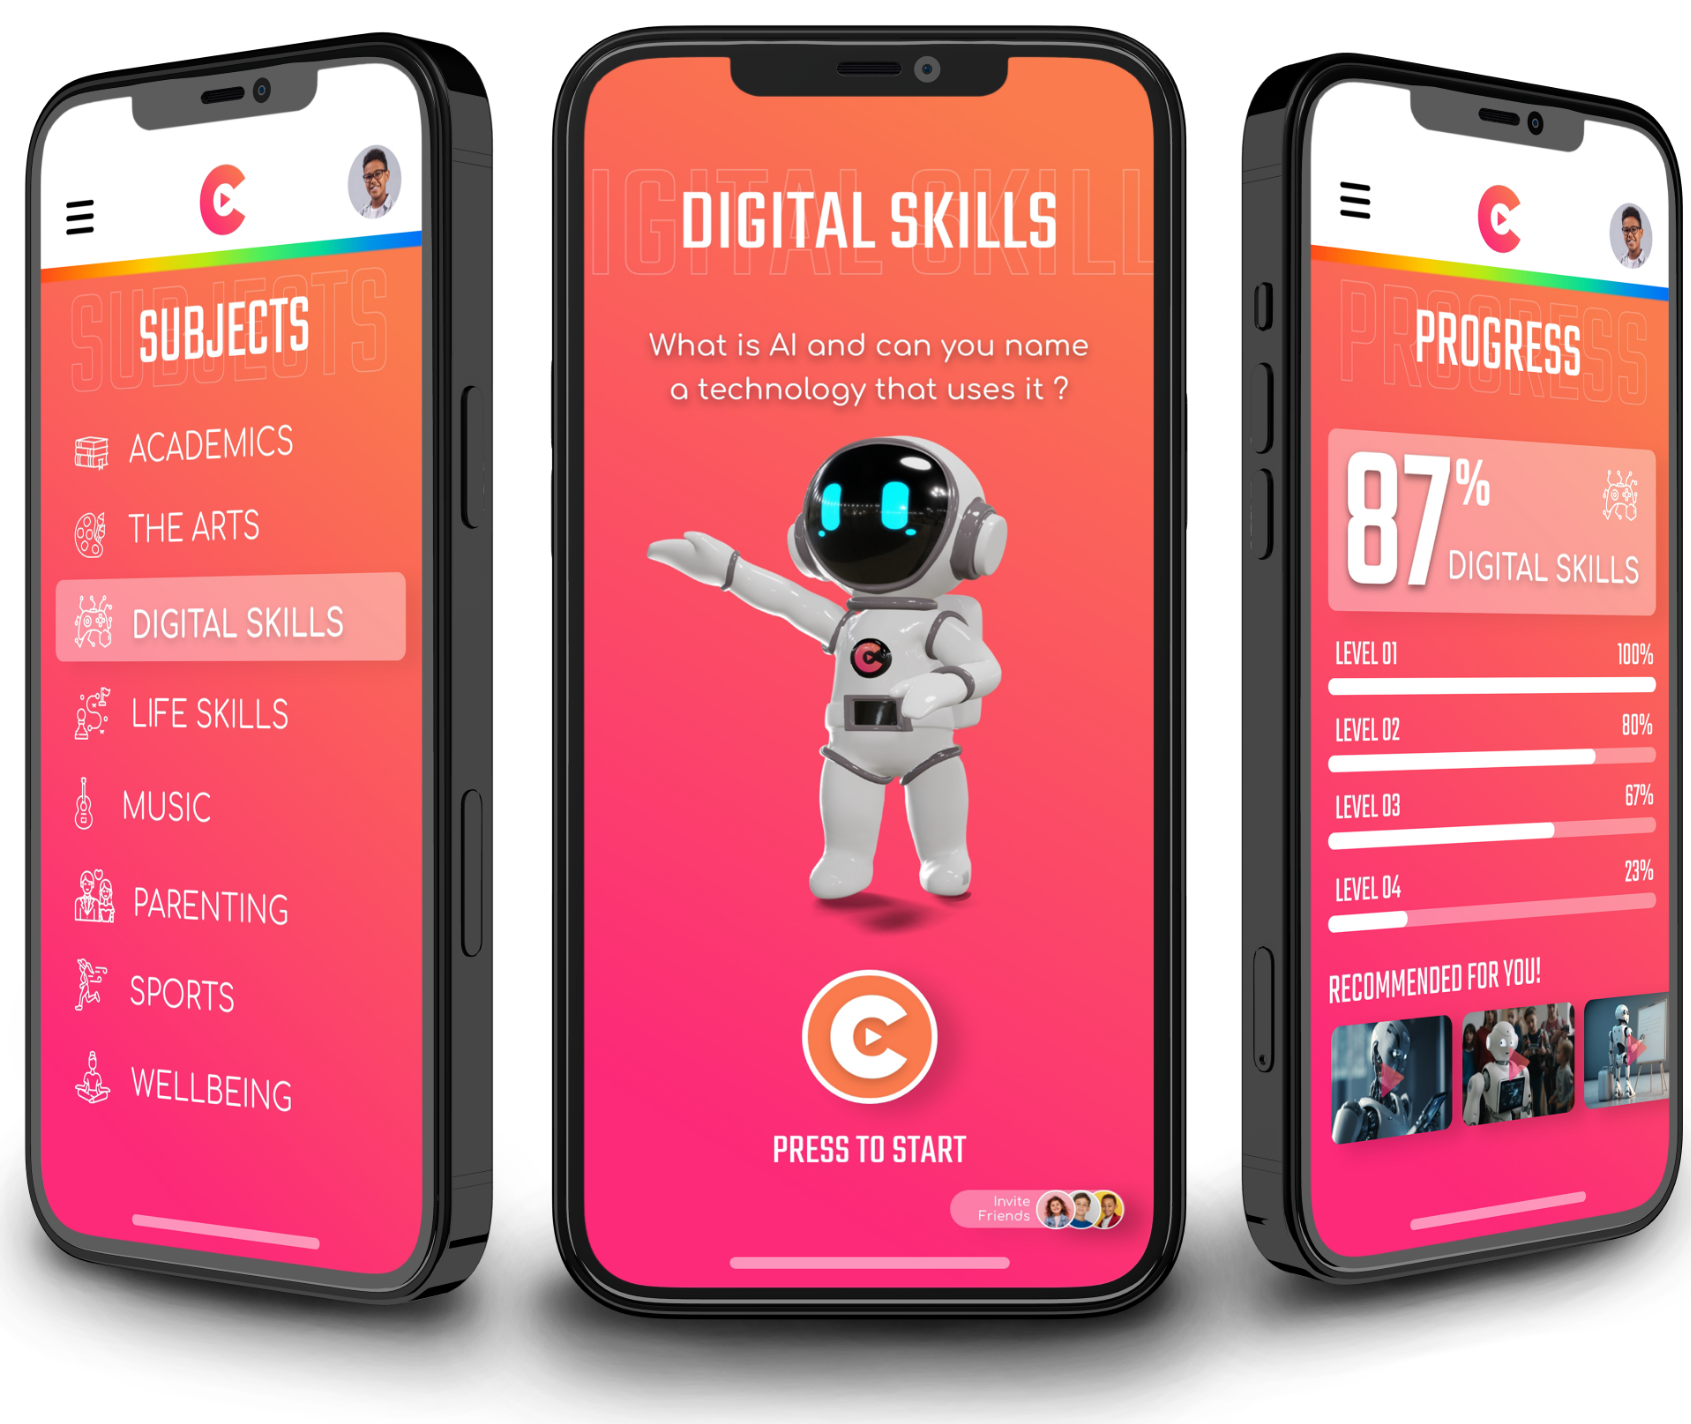 SUBJECTS
ACADEMICS
THE ARTS
DIGITAL SKILLS
LIFE SKILLS
MUSIC
PARENTING
SPORTS
WELLBEING
DIGITAL SKILLS
What is AI and can you name
a technology that uses it ?
PRESS TO START
Invite
Friends
PROGRESS
87%
DIGITAL SKILLS
LEVEL 01 100%
LEVEL 02 80%
LEVEL 03 67%
LEVEL 04 23%
RECOMMENDED FOR YOU!